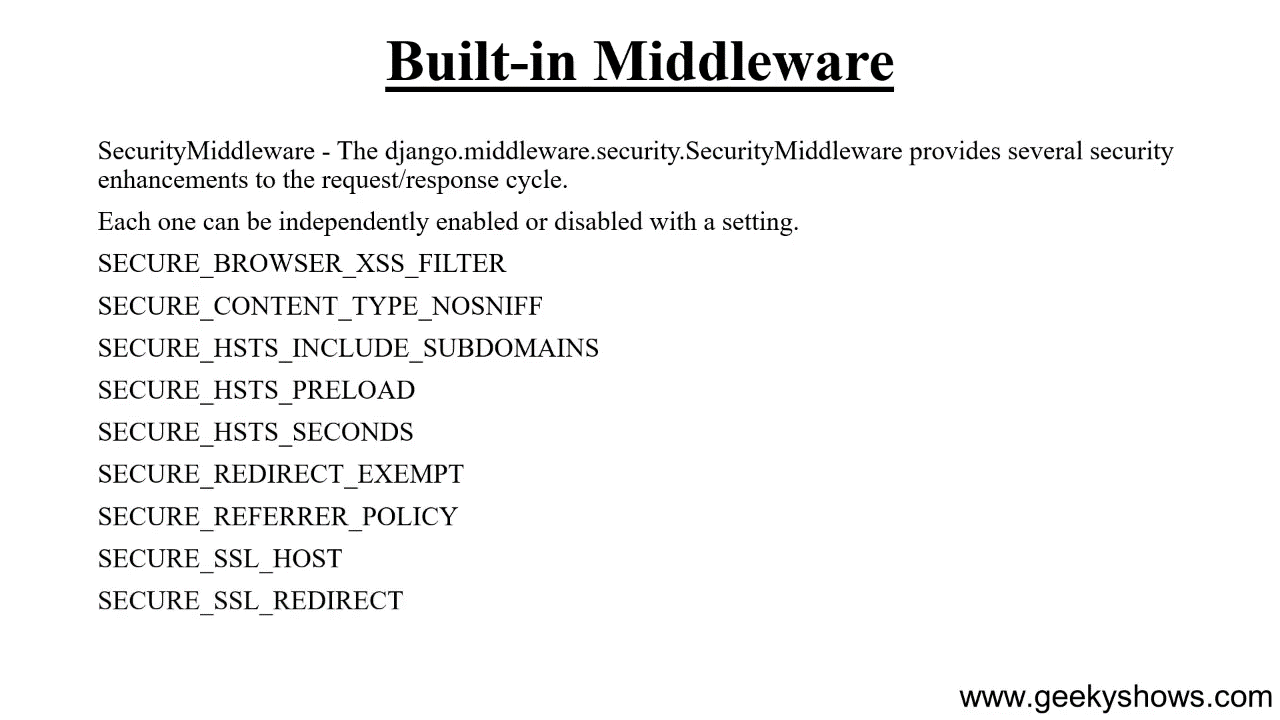 Built-in Middleware
SecurityMiddleware - The django.middleware.security.SecurityMiddleware provides several security
enhancements to the request/response cycle.
Each one can be independently enabled or disabled with a setting.
SECURE_BROWSER_XSS_FILTER
SECURE_CONTENT_TYPE_NOSNIFF
SECURE_HSTS_INCLUDE_SUBDOMAINS
SECURE_HSTS_PRELOAD
SECURE_HSTS_SECONDS
SECURE_REDIRECT_EXEMPT
SECURE_REFERRER_POLICY
SECURE_SSL_HOST
SECURE_SSL_REDIRECT
www.geekyshows.com